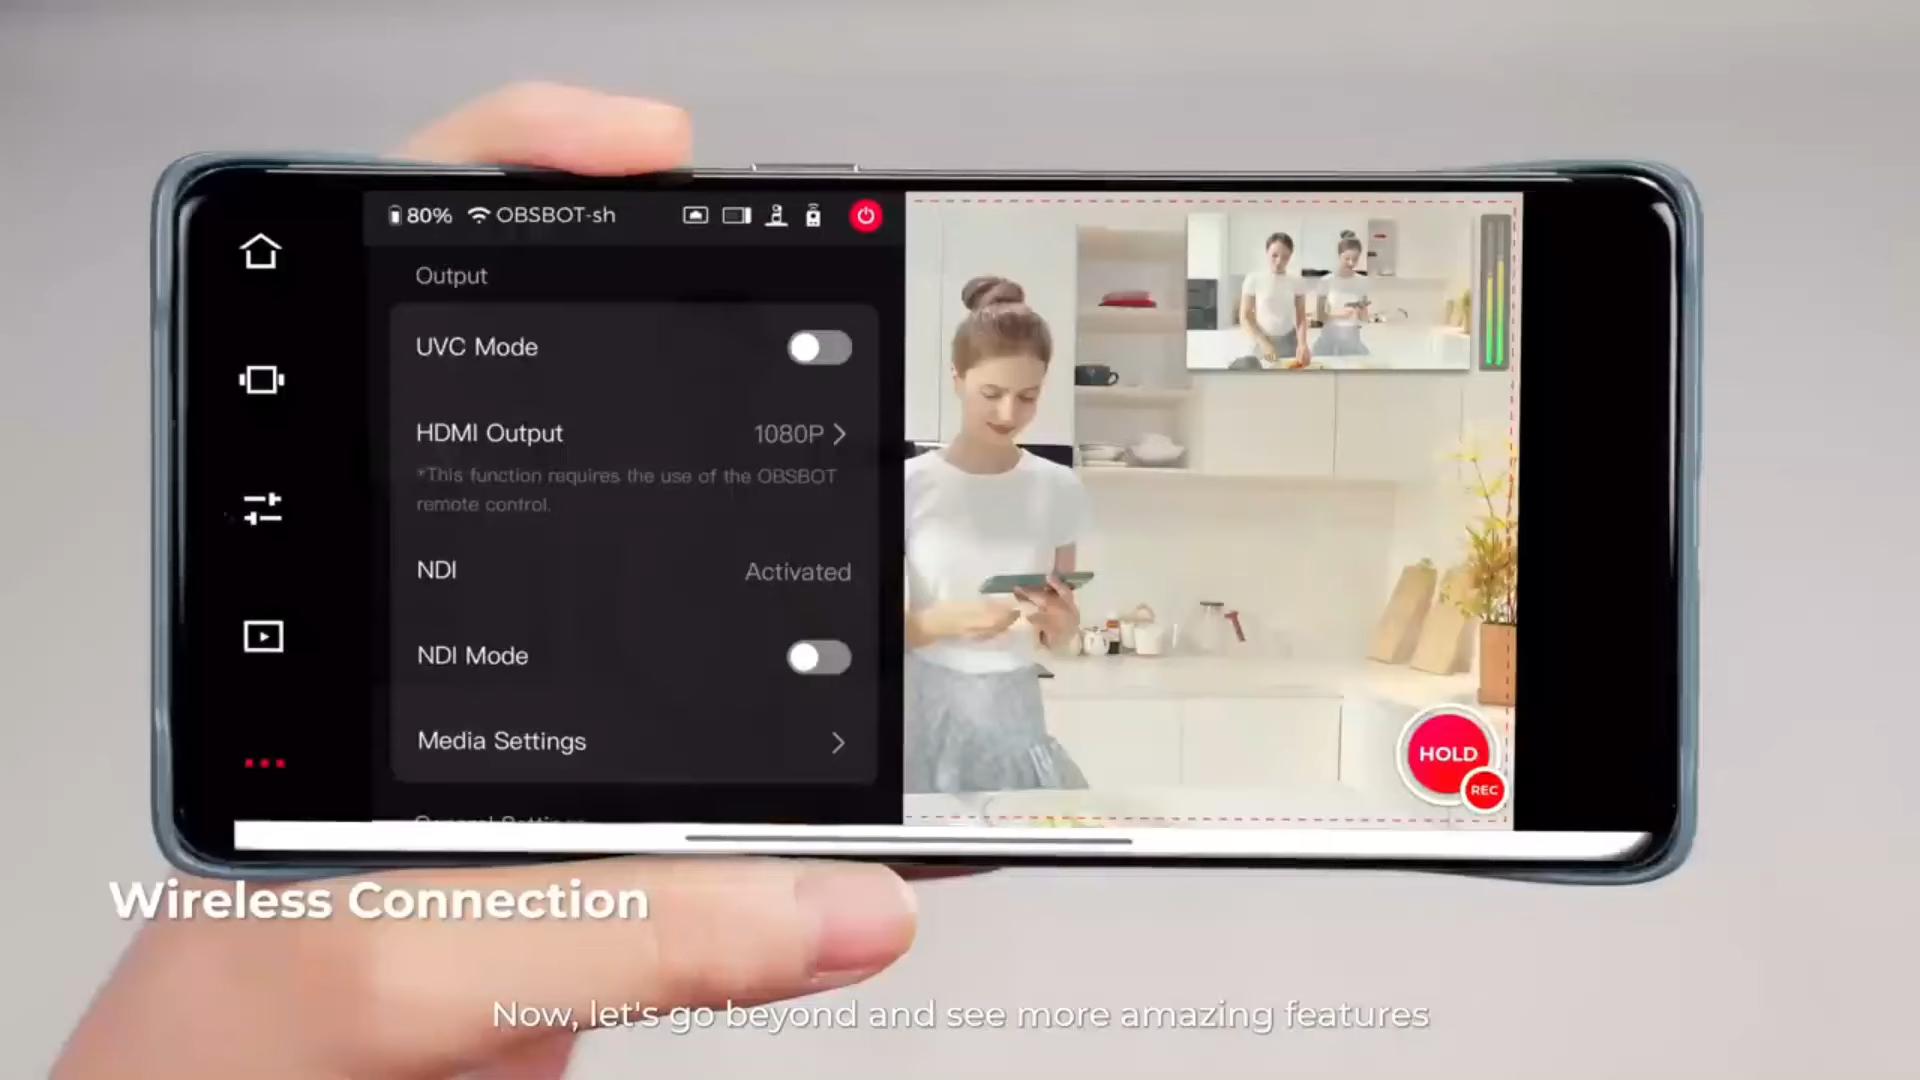 80% OBSBOT-sh
Output
UVC Mode
HDMI Output 1080P
*This function requires the use of the OBSBOT
remote control.
NDI Activated
NDI Mode
Media Settings
General Settings
HOLD
REC
Wireless Connection
Now, let's go beyond and see more amazing features